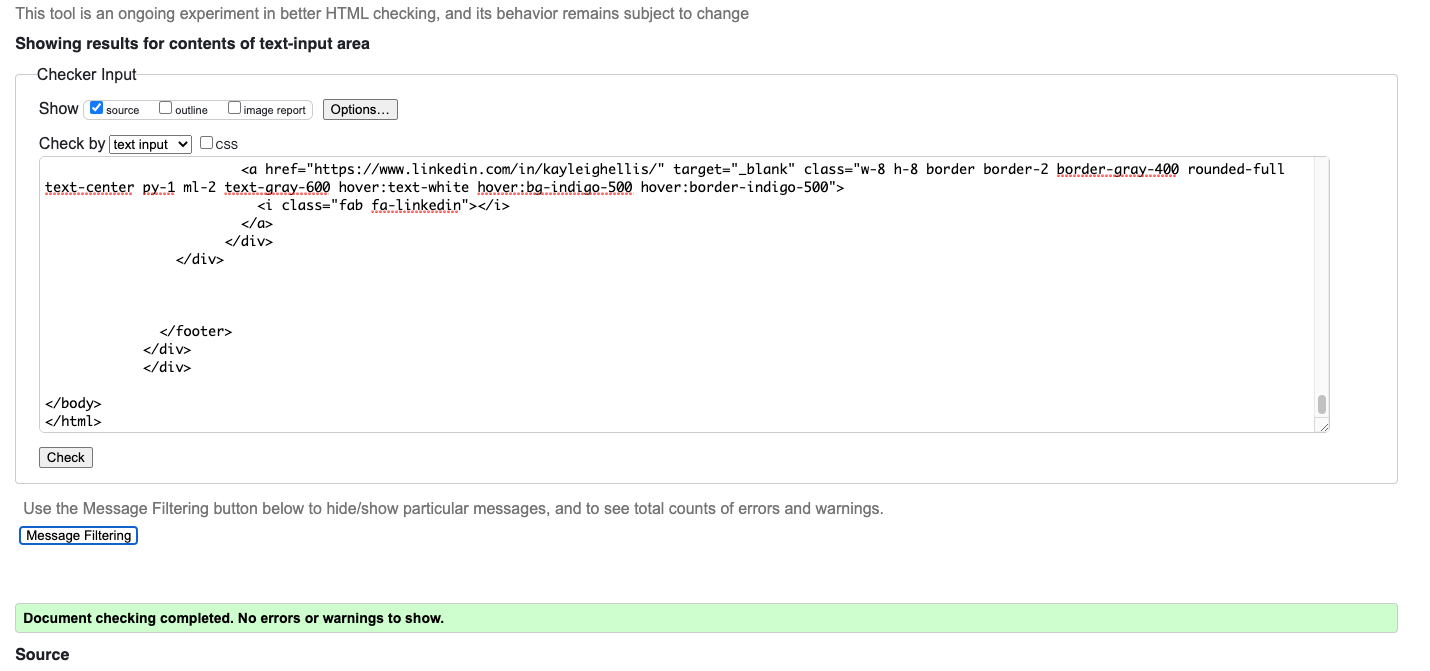 This tool is an ongoing experiment in better HTML checking, and its behavior remains subject to change
Showing results for contents of text-input area
Checker Input
Show source outline image report Options...
Check by text input css
<a href="https://www.linkedin.com/in/kayleighellis/" target="_blank" class="w-8 h-8 border border-2 border-gray-400 rounded-full
text-center py-1 ml-2 text-gray-600 hover:text-white hover:bg-indigo-500 hover:border-indigo-500">
<i class="fab fa-linkedin"></i>
</a>
</div>
</div>
</footer>
</div>
</div>
</body>
</html>
Check
Use the Message Filtering button below to hide/show particular messages, and to see total counts of errors and warnings.
Message Filtering
Document checking completed. No errors or warnings to show.
Source